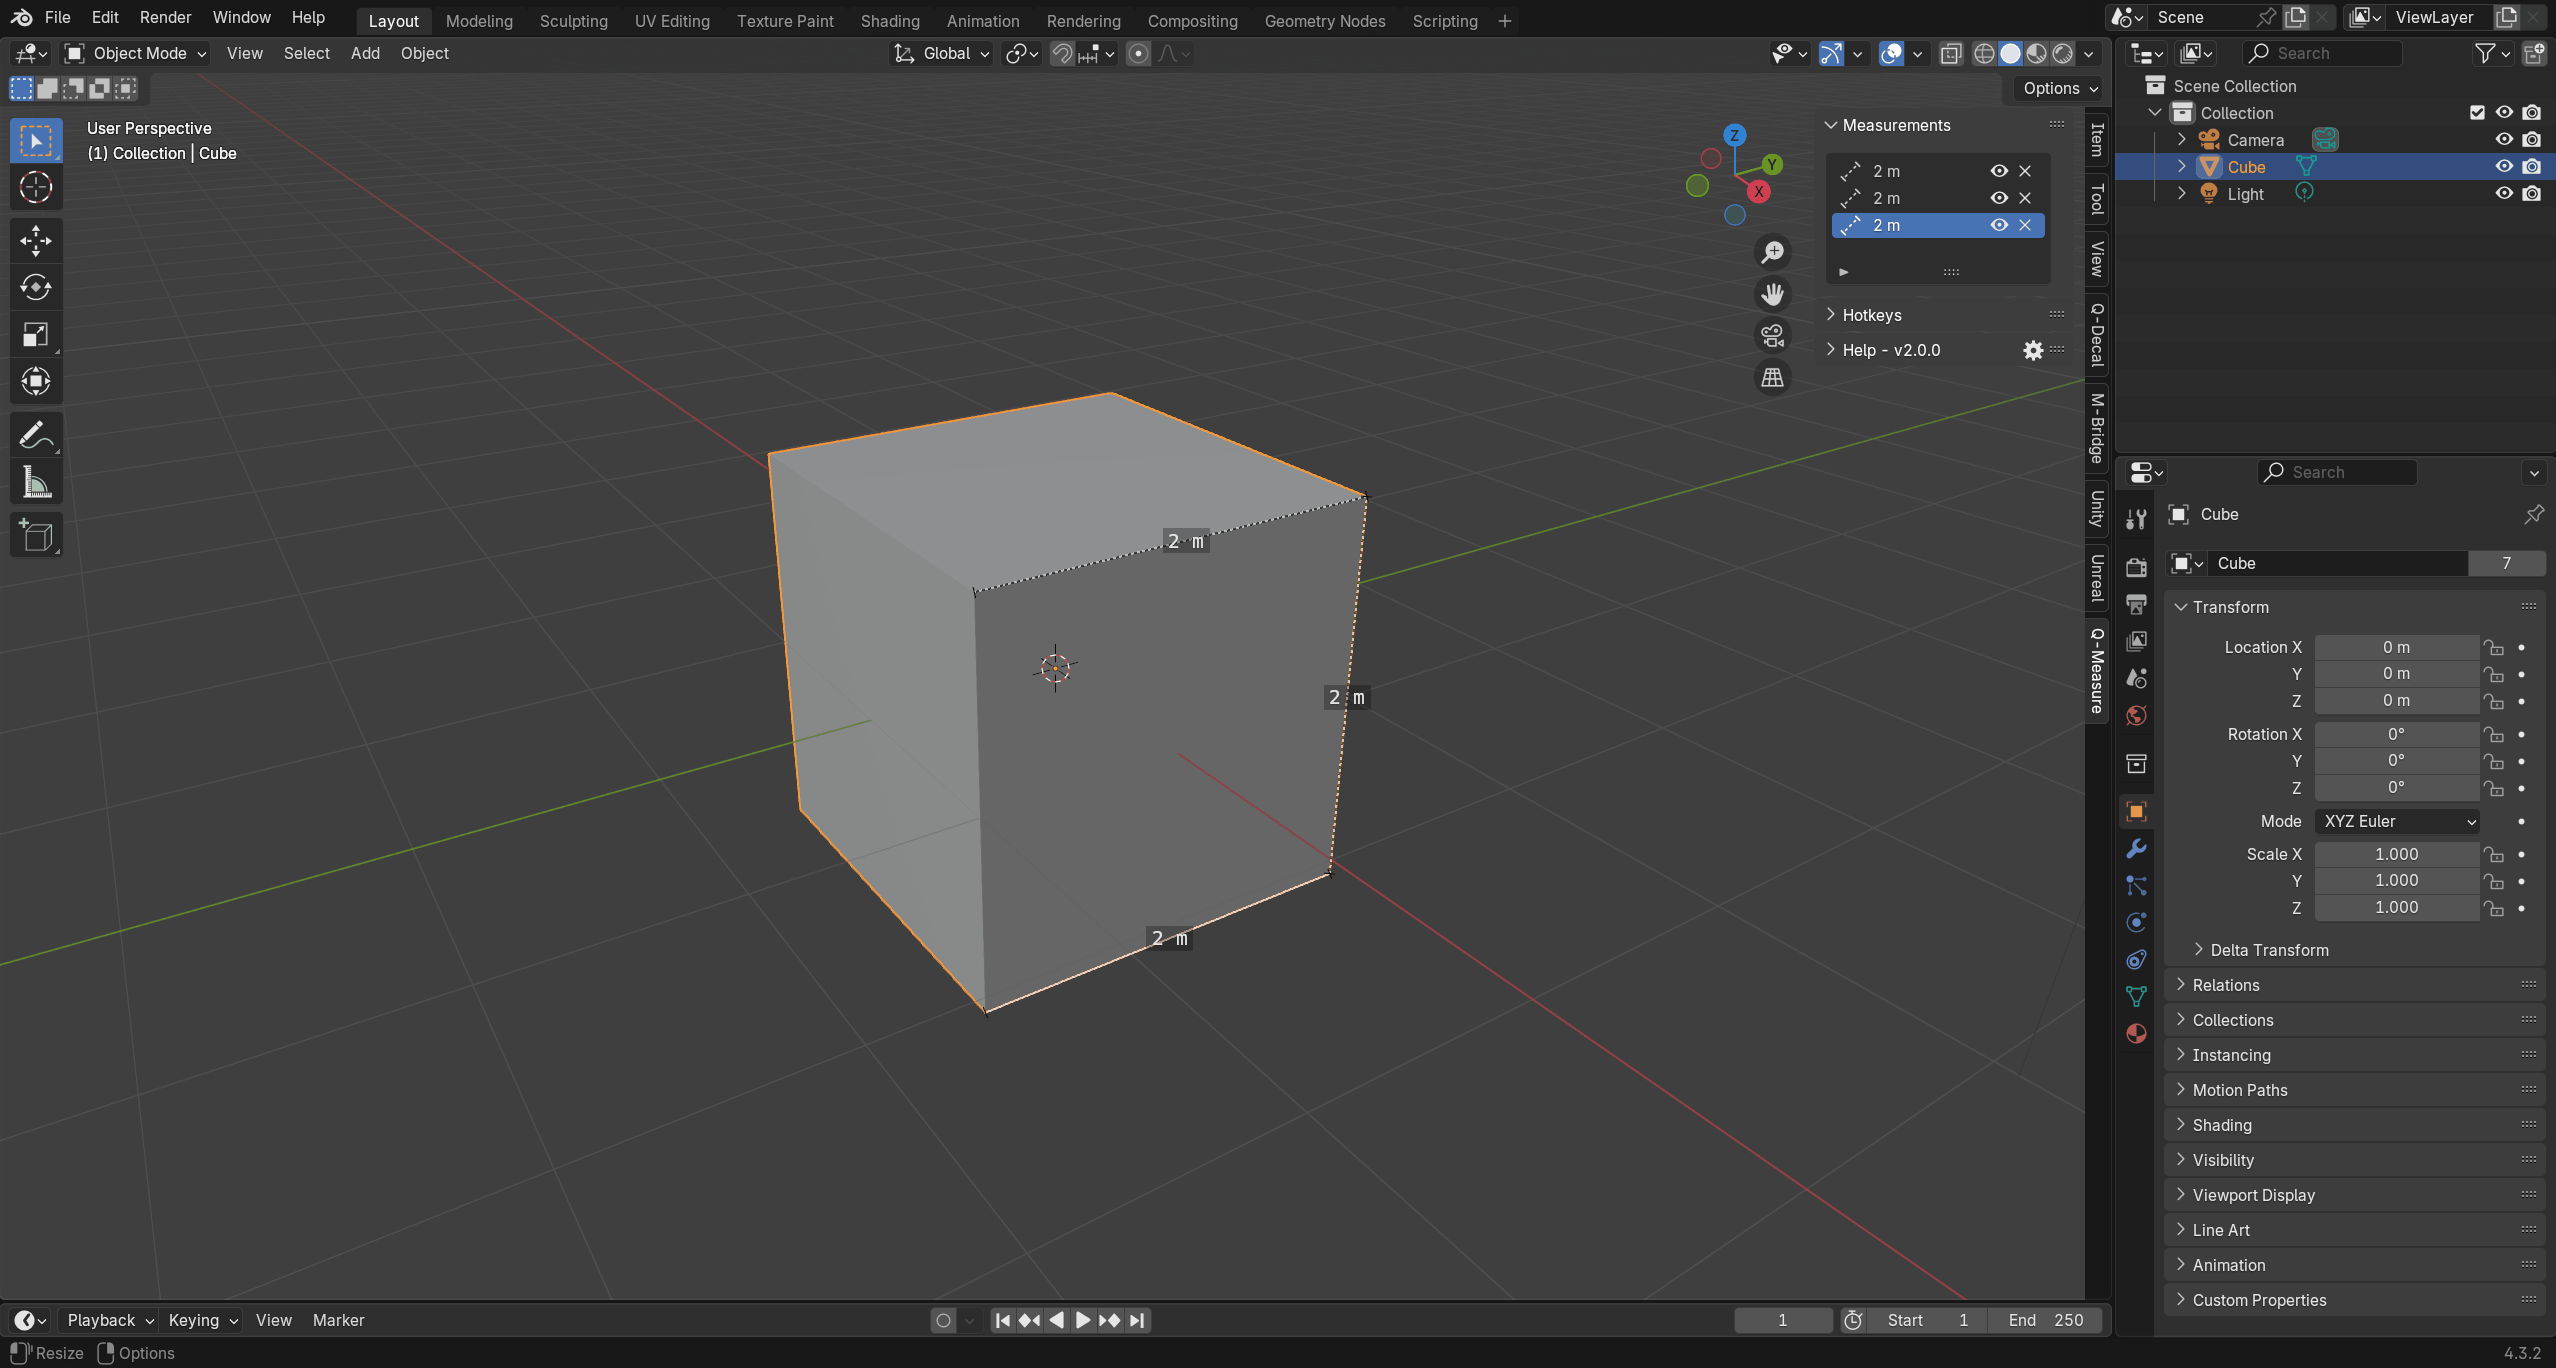 File Edit Render Window Help Layout Modeling Sculpting UV Editing Texture Paint Shading Animation Rendering Compositing Geometry Nodes Scripting Scene ViewLayer
Object Mode View Select Add Object Global Search
Options
User Perspective
(1) Collection | Cube
Z
Y
X
Measurements
2 m
2 m
2 m
Hotkeys
Help - v2.0.0
Item
Tool
View
Q-Decal
M-Bridge
Unity
Unreal
Q-Measure
2 m
2 m
2 m
Scene Collection
Collection
Camera
Cube
Light
Search
Cube
Cube 7
Transform
Location X 0 m
Y 0 m
Z 0 m
Rotation X 0°
Y 0°
Z 0°
Mode XYZ Euler
Scale X 1.000
Y 1.000
Z 1.000
Delta Transform
Relations
Collections
Instancing
Motion Paths
Shading
Visibility
Viewport Display
Line Art
Animation
Custom Properties
Playback Keying View Marker 1 Start 1 End 250
Resize Options 4.3.2